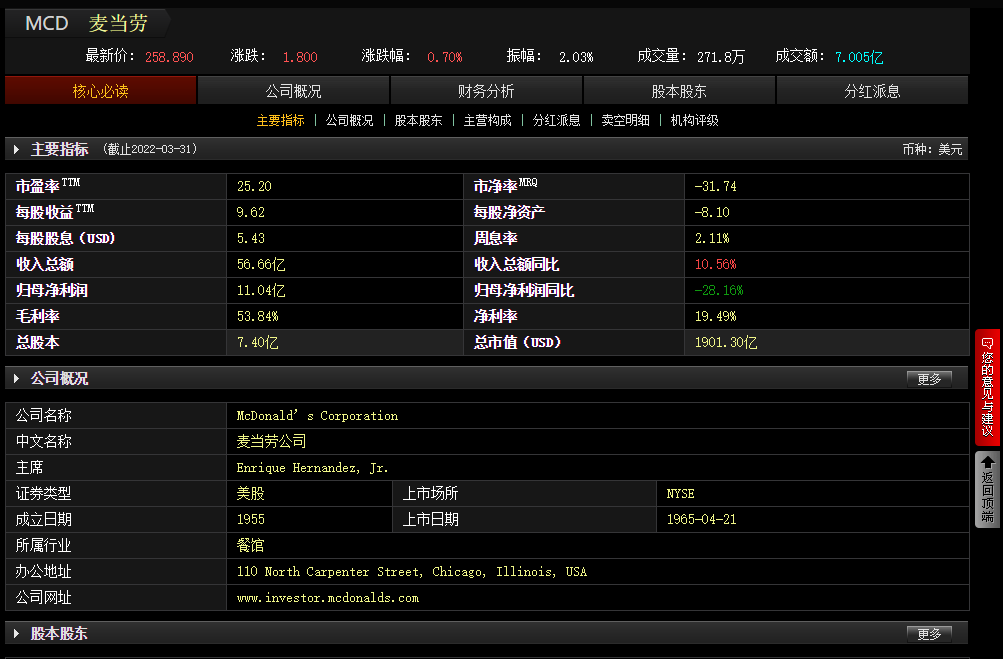 MCD 麦当劳
最新价: 258.890 涨跌: 1.800 涨跌幅: 0.70% 振幅: 2.03% 成交量: 271.8万 成交额: 7.005亿
核心必读 公司概况 财务分析 股本股东 分红派息
主要指标 | 公司概况 | 股本股东 | 主营构成 | 分红派息 | 卖空明细 | 机构评级
主要指标 (截止2022-03-31) 币种: 美元
市盈率TTM 25.20 市净率MRQ -31.74
每股收益TTM 9.62 每股净资产 -8.10
每股股息 (USD) 5.43 周息率 2.11%
收入总额 56.66亿 收入总额同比 10.56%
归母净利润 11.04亿 归母净利润同比 -28.16%
毛利率 53.84% 净利率 19.49%
总股本 7.40亿 总市值 (USD) 1901.30亿
公司概况 更多
公司名称 McDonald’s Corporation
中文名称 麦当劳公司
主席 Enrique Hernandez, Jr.
证券类型 美股 上市场所 NYSE
成立日期 1955 上市日期 1965-04-21
所属行业 餐馆
办公地址 110 North Carpenter Street, Chicago, Illinois, USA
公司网址 www.investor.mcdonalds.com
股本股东 更多
您的意见与建议
返回顶端